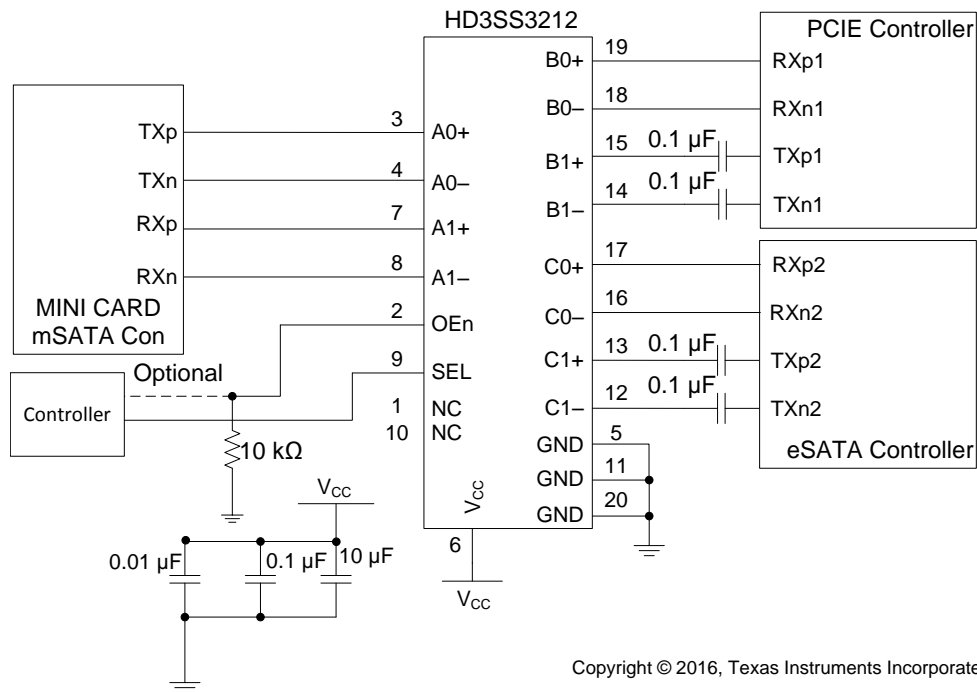 HD3SS3212
MINI CARD
mSATA Con
TXp
TXn
RXp
RXn
3
4
7
8
2
9
1
10
A0+
A0–
A1+
A1–
OEn
SEL
NC
NC
Controller
Optional
10 kΩ
VCC
0.01 µF
0.1 µF
10 µF
VCC
6
VCC
B0+
B0–
B1+
B1–
C0+
C0–
C1+
C1–
GND
GND
GND
19
18
15
0.1 µF
14
0.1 µF
17
16
13
0.1 µF
12
0.1 µF
5
11
20
PCIE Controller
RXp1
RXn1
TXp1
TXn1
RXp2
RXn2
TXp2
TXn2
eSATA Controller
Copyright © 2016, Texas Instruments Incorporate